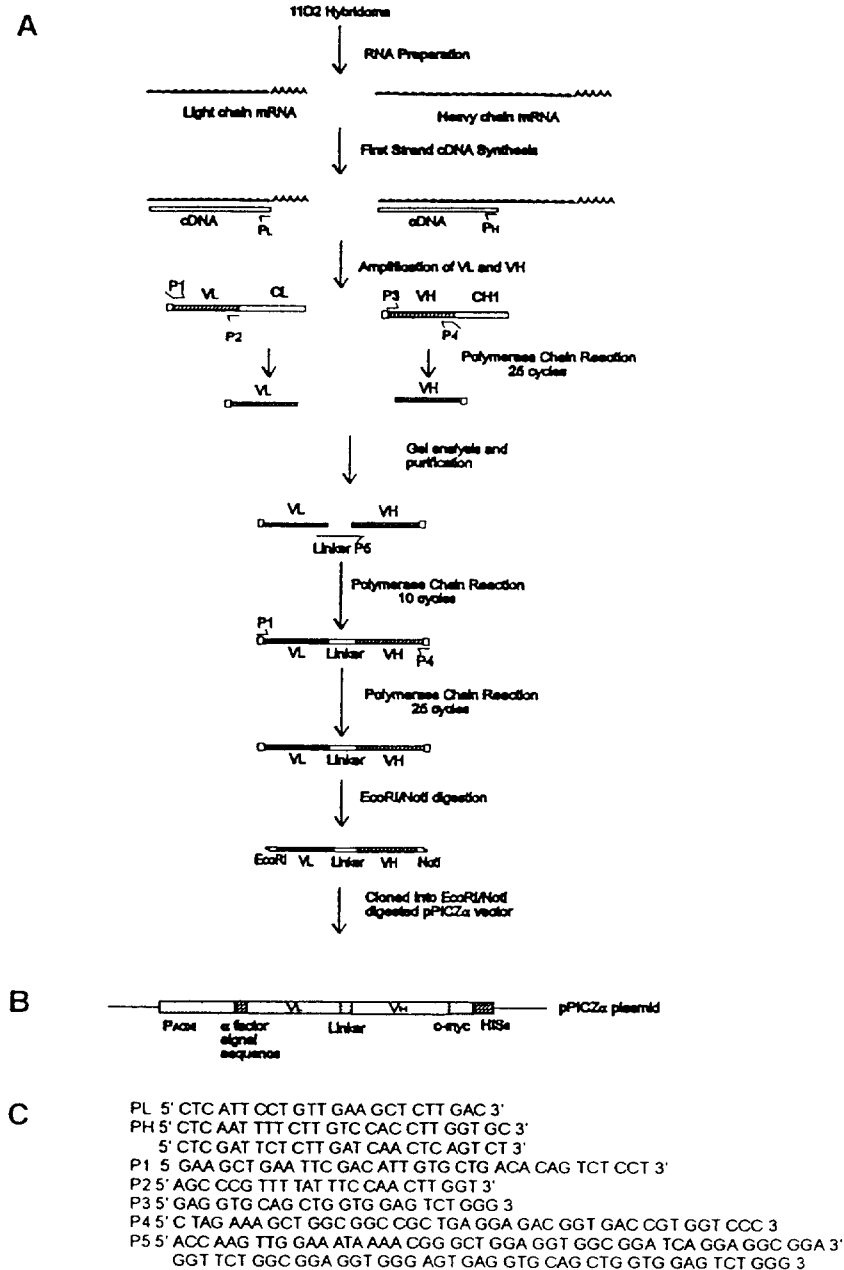 A
11D2 Hybridoma
RNA Preparation
Light chain mRNA
Heavy chain mRNA
First Strand cDNA Synthesis
cDNA
PL
cDNA
PH
Amplification of VL and VH
P1
VL
CL
P2
P3
VH
CH1
P4
Polymerase Chain Reaction
25 cycles
VL
VH
Gel analysis and
purification
VL
VH
Linker P5
Polymerase Chain Reaction
10 cycles
P1
VL
Linker
VH
P4
Polymerase Chain Reaction
25 cycles
VL
Linker
VH
EcoRI/NotI digestion
EcoRI
VL
Linker
VH
NotI
Cloned into EcoRI/NotI
digested pPICZα vector
B
VL
VH
pPICZα plasmid
PAOXI
α factor
signal
sequence
Linker
c-myc
HIS6
C
PL 5' CTC ATT CCT GTT GAA GCT CTT GAC 3'
PH 5' CTC AAT TTT CTT GTC CAC CTT GGT GC 3'
5' CTC GAT TCT CTT GAT CAA CTC AGT CT 3'
P1 5 GAA GCT GAA TTC GAC ATT GTG CTG ACA CAG TCT CCT 3'
P2 5' AGC CCG TTT TAT TTC CAA CTT GGT 3'
P3 5' GAG GTG CAG CTG GTG GAG TCT GGG 3
P4 5' C TAG AAA GCT GGC GGC CGC TGA GGA GAC GGT GAC CGT GGT CCC 3
P5 5' ACC AAG TTG GAA ATA AAA CGG GCT GGA GGT GGC GGA TCA GGA GGC GGA 3'
GGT TCT GGC GGA GGT GGG AGT GAG GTG CAG CTG GTG GAG TCT GGG 3